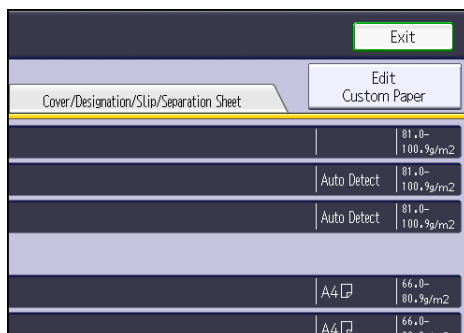 Exit
Edit
Custom Paper
Cover/Designation/Slip/Separation Sheet
81.0-
100.9g/m2
Auto Detect
81.0-
100.9g/m2
Auto Detect
81.0-
100.9g/m2
A4
66.0-
80.9g/m2
A4
66.0-